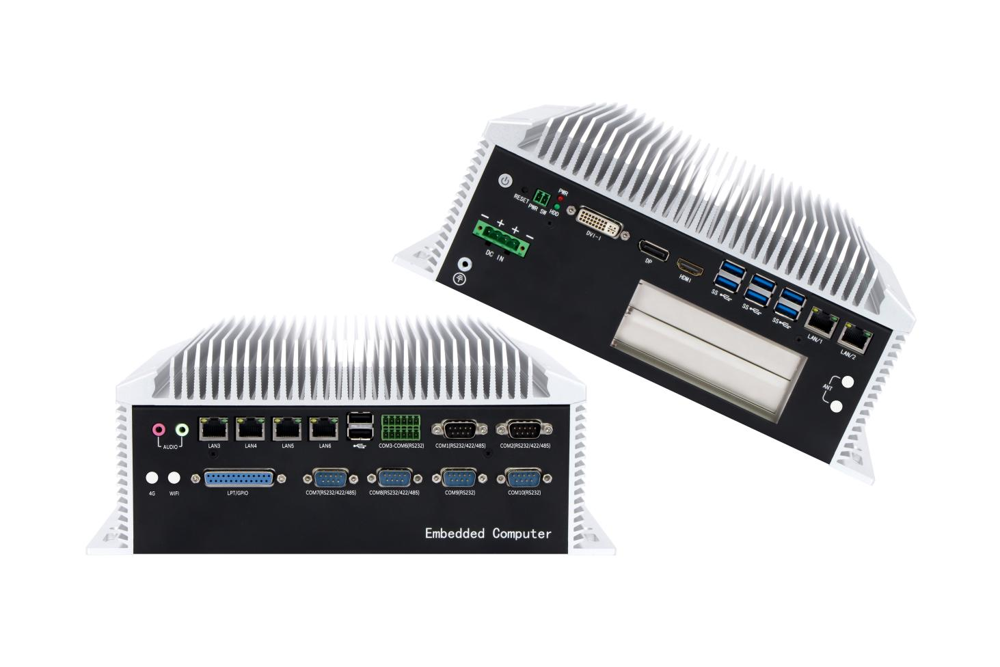 PWR
RESET
PWR SW
HDD
DVI-I
− + + −
DC IN
DP
HDMI
SS
SS
SS
LAN/1
LAN/2
ANT
AUDIO
LAN3
LAN4
LAN5
LAN6
COM3-COM6(RS232)
COM1(RS232/422/485)
COM2(RS232/422/485)
4G
WIFI
LPT/GPIO
COM7(RS232/422/485)
COM8(RS232/422/485)
COM9(RS232)
COM10(RS232)
Embedded Computer